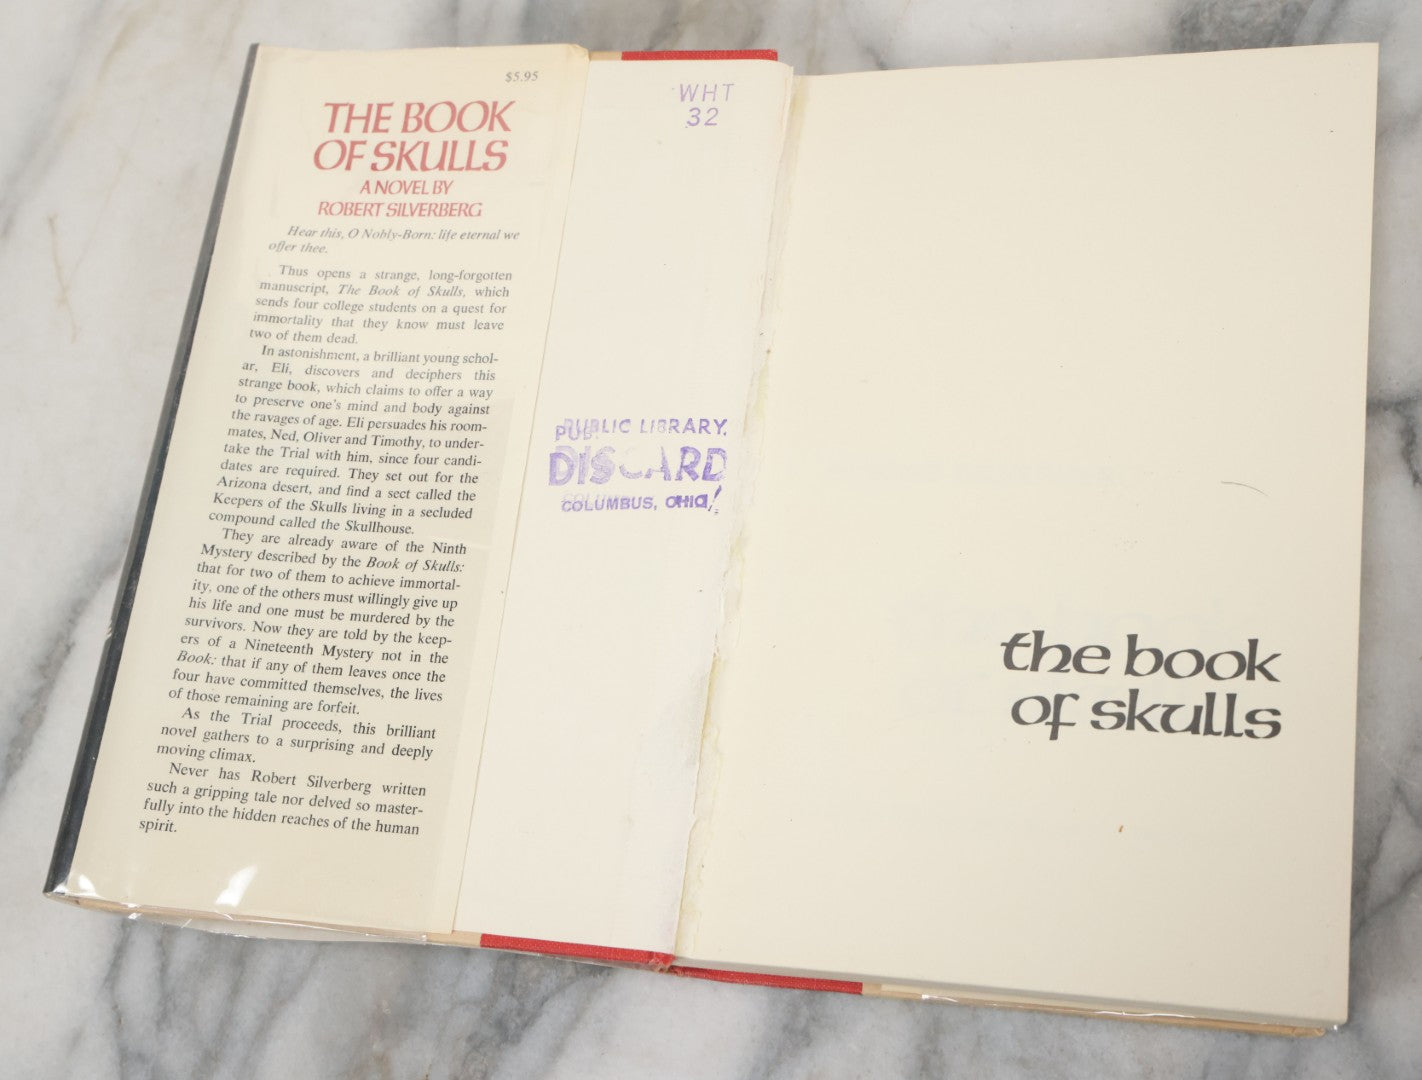 $5.95
THE BOOK
OF SKULLS
A NOVEL BY
ROBERT SILVERBERG
Hear this, O Nobly-Born: life eternal we
offer thee.
Thus opens a strange, long-forgotten
manuscript, The Book of Skulls, which
sends four college students on a quest for
immortality that they know must leave
two of them dead.
In astonishment, a brilliant young schol-
ar, Eli, discovers and deciphers this
strange book, which claims to offer a way
to preserve one's mind and body against
the ravages of age. Eli persuades his room-
mates, Ned, Oliver and Timothy, to under-
take the Trial with him, since four candi-
dates are required. They set out for the
Arizona desert, and find a sect called the
Keepers of the Skulls living in a secluded
compound called the Skullhouse.
They are already aware of the Ninth
Mystery described by the Book of Skulls:
that for two of them to achieve immortal-
ity, one of the others must willingly give up
his life and one must be murdered by the
survivors. Now they are told by the keep-
ers of a Nineteenth Mystery not in the
Book: that if any of them leaves once the
four have committed themselves, the lives
of those remaining are forfeit.
As the Trial proceeds, this brilliant
novel gathers to a surprising and deeply
moving climax.
Never has Robert Silverberg written
such a gripping tale nor delved so master-
fully into the hidden reaches of the human
spirit.
WHT
32
PUBLIC LIBRARY,
DISCARD
COLUMBUS, OHIO!
the book
of skulls